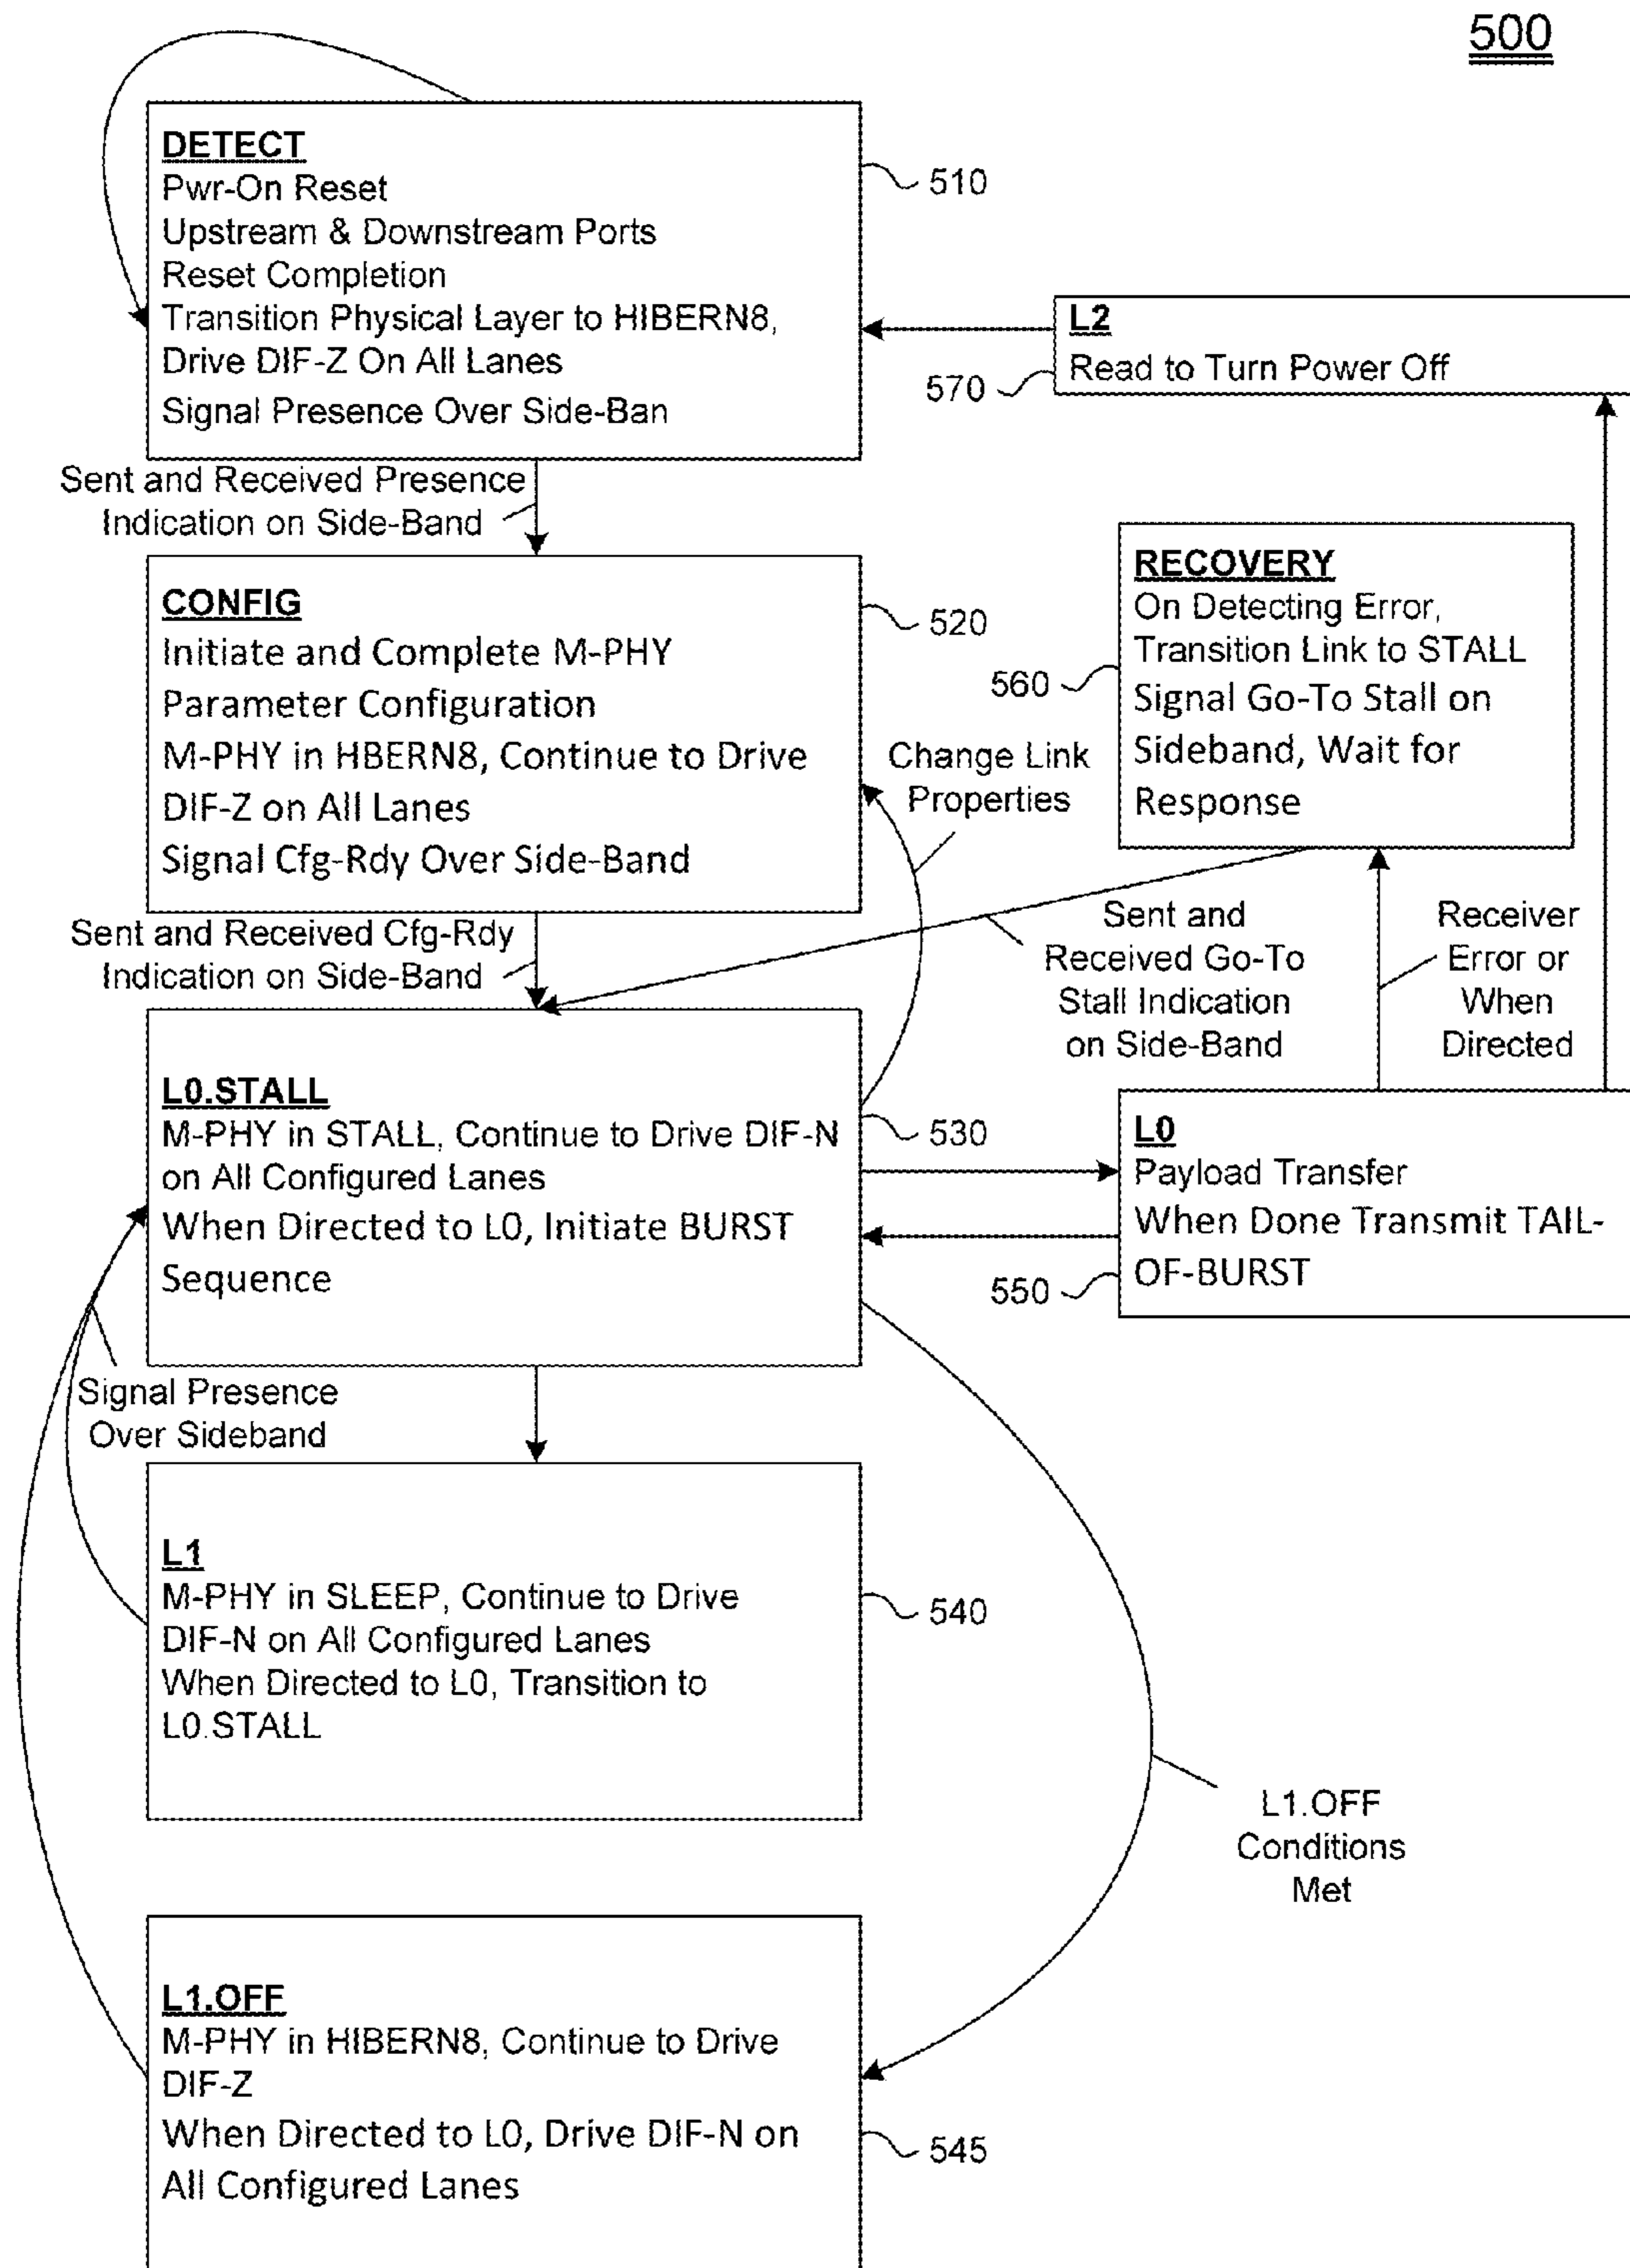 500
DETECT
Pwr-On Reset
Upstream & Downstream Ports
Reset Completion
Transition Physical Layer to HIBERN8,
Drive DIF-Z On All Lanes
Signal Presence Over Side-Ban
510
L2
Read to Turn Power Off
570
Sent and Received Presence
Indication on Side-Band
CONFIG
Initiate and Complete M-PHY
Parameter Configuration
M-PHY in HBERN8, Continue to Drive
DIF-Z on All Lanes
Signal Cfg-Rdy Over Side-Band
520
RECOVERY
On Detecting Error,
Transition Link to STALL
Signal Go-To Stall on
Sideband, Wait for
Response
560
Change Link
Properties
Sent and Received Cfg-Rdy
Indication on Side-Band
Sent and
Received Go-To
Stall Indication
on Side-Band
Receiver
Error or
When
Directed
L0.STALL
M-PHY in STALL, Continue to Drive DIF-N
on All Configured Lanes
When Directed to L0, Initiate BURST
Sequence
530
L0
Payload Transfer
When Done Transmit TAIL-
OF-BURST
550
Signal Presence
Over Sideband
L1
M-PHY in SLEEP, Continue to Drive
DIF-N on All Configured Lanes
When Directed to L0, Transition to
L0.STALL
540
L1.OFF
Conditions
Met
L1.OFF
M-PHY in HIBERN8, Continue to Drive
DIF-Z
When Directed to L0, Drive DIF-N on
All Configured Lanes
545